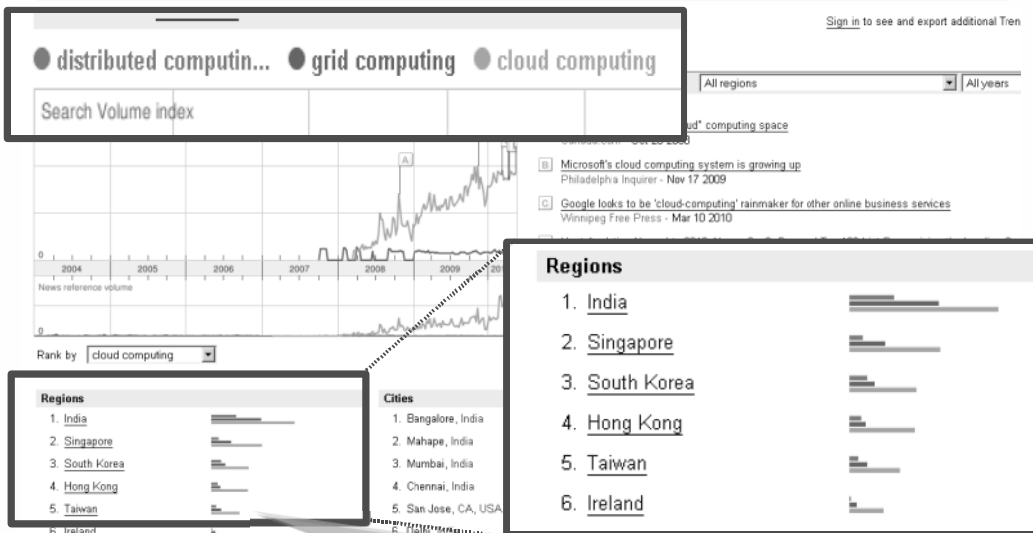 Sign in to see and export additional Tren
distributed computin... grid computing cloud computing
Search Volume index
All regions All years
ud" computing space
A
B Microsoft's cloud computing system is growing up
Philadelphia Inquirer - Nov 17 2009
C Google looks to be 'cloud-computing' rainmaker for other online business services
Winnipeg Free Press - Mar 10 2010
0
2004 2005 2006 2007 2008 2009 201
News reference volume
0
Rank by cloud computing
Regions
1. India
2. Singapore
3. South Korea
4. Hong Kong
5. Taiwan
6. Ireland
Cities
1. Bangalore, India
2. Mahape, India
3. Mumbai, India
4. Chennai, India
5. San Jose, CA, USA
6. Delhi,
Regions
1. India
2. Singapore
3. South Korea
4. Hong Kong
5. Taiwan
6. Ireland